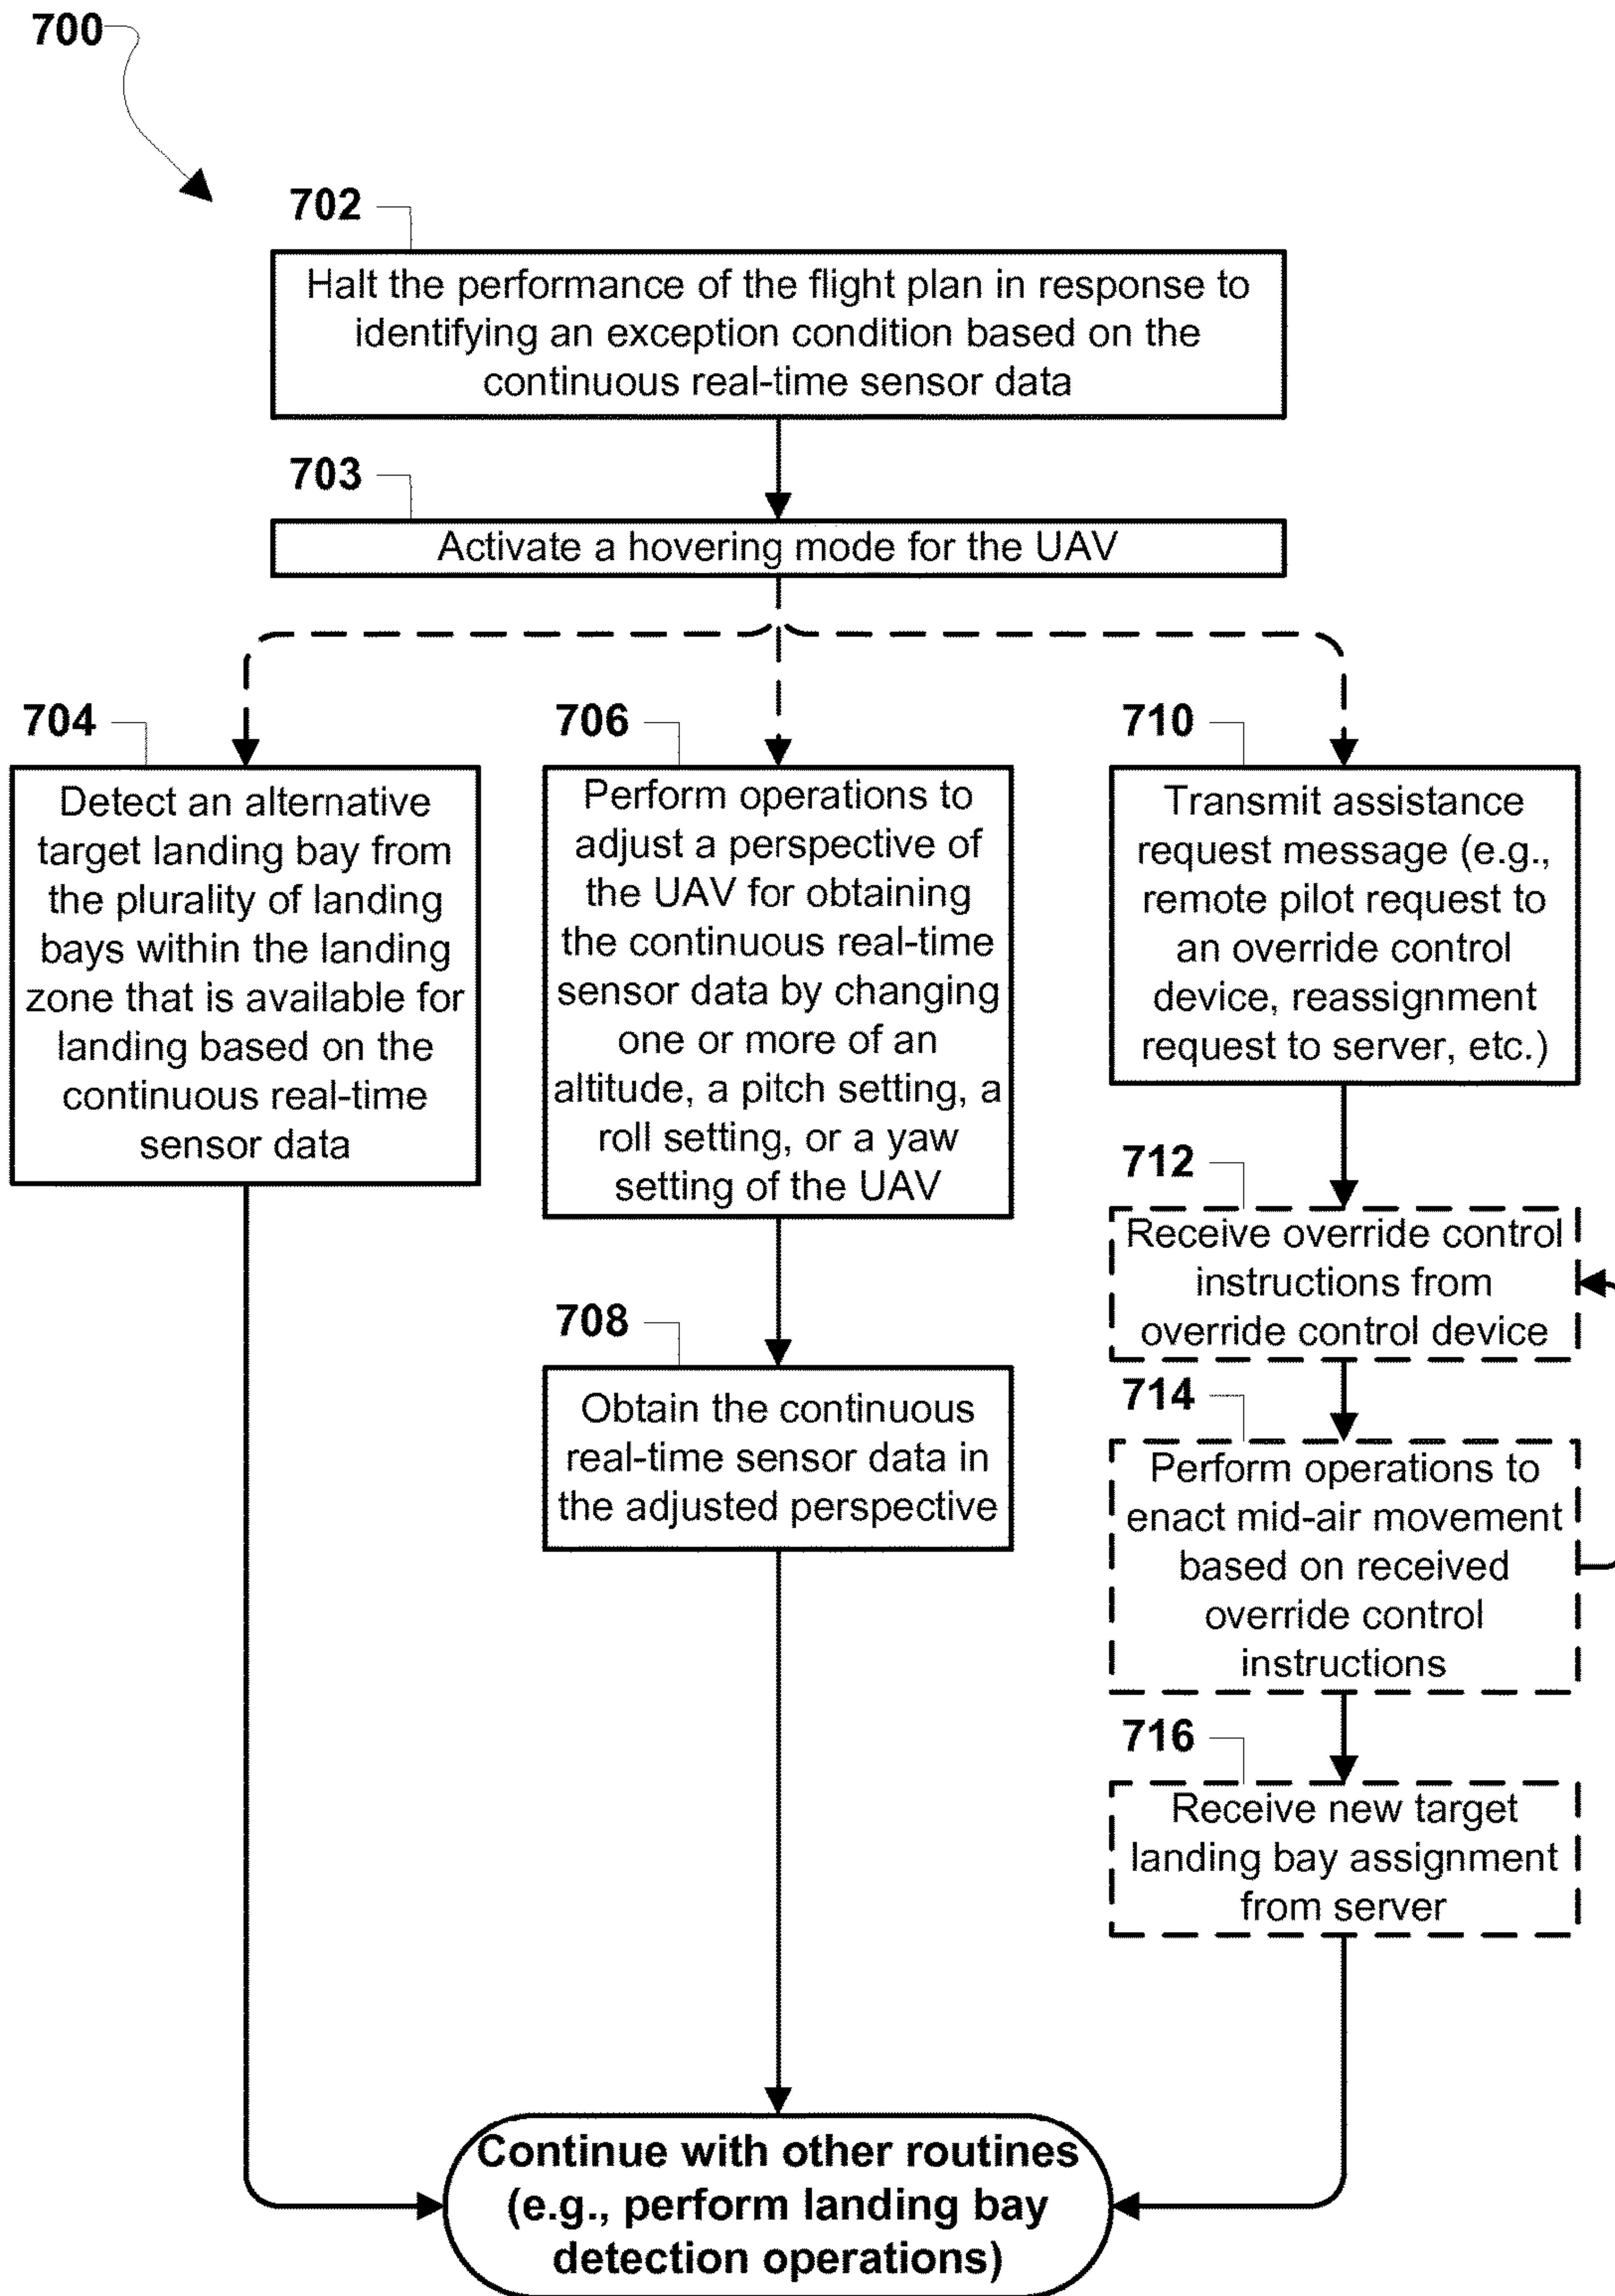 700
702
Halt the performance of the flight plan in response to
identifying an exception condition based on the
continuous real-time sensor data
703
Activate a hovering mode for the UAV
704
Detect an alternative
target landing bay from
the plurality of landing
bays within the landing
zone that is available for
landing based on the
continuous real-time
sensor data
706
Perform operations to
adjust a perspective of
the UAV for obtaining
the continuous real-time
sensor data by changing
one or more of an
altitude, a pitch setting, a
roll setting, or a yaw
setting of the UAV
708
Obtain the continuous
real-time sensor data in
the adjusted perspective
710
Transmit assistance
request message (e.g.,
remote pilot request to
an override control
device, reassignment
request to server, etc.)
712
Receive override control
instructions from
override control device
714
Perform operations to
enact mid-air movement
based on received
override control
instructions
716
Receive new target
landing bay assignment
from server
Continue with other routines
(e.g., perform landing bay
detection operations)